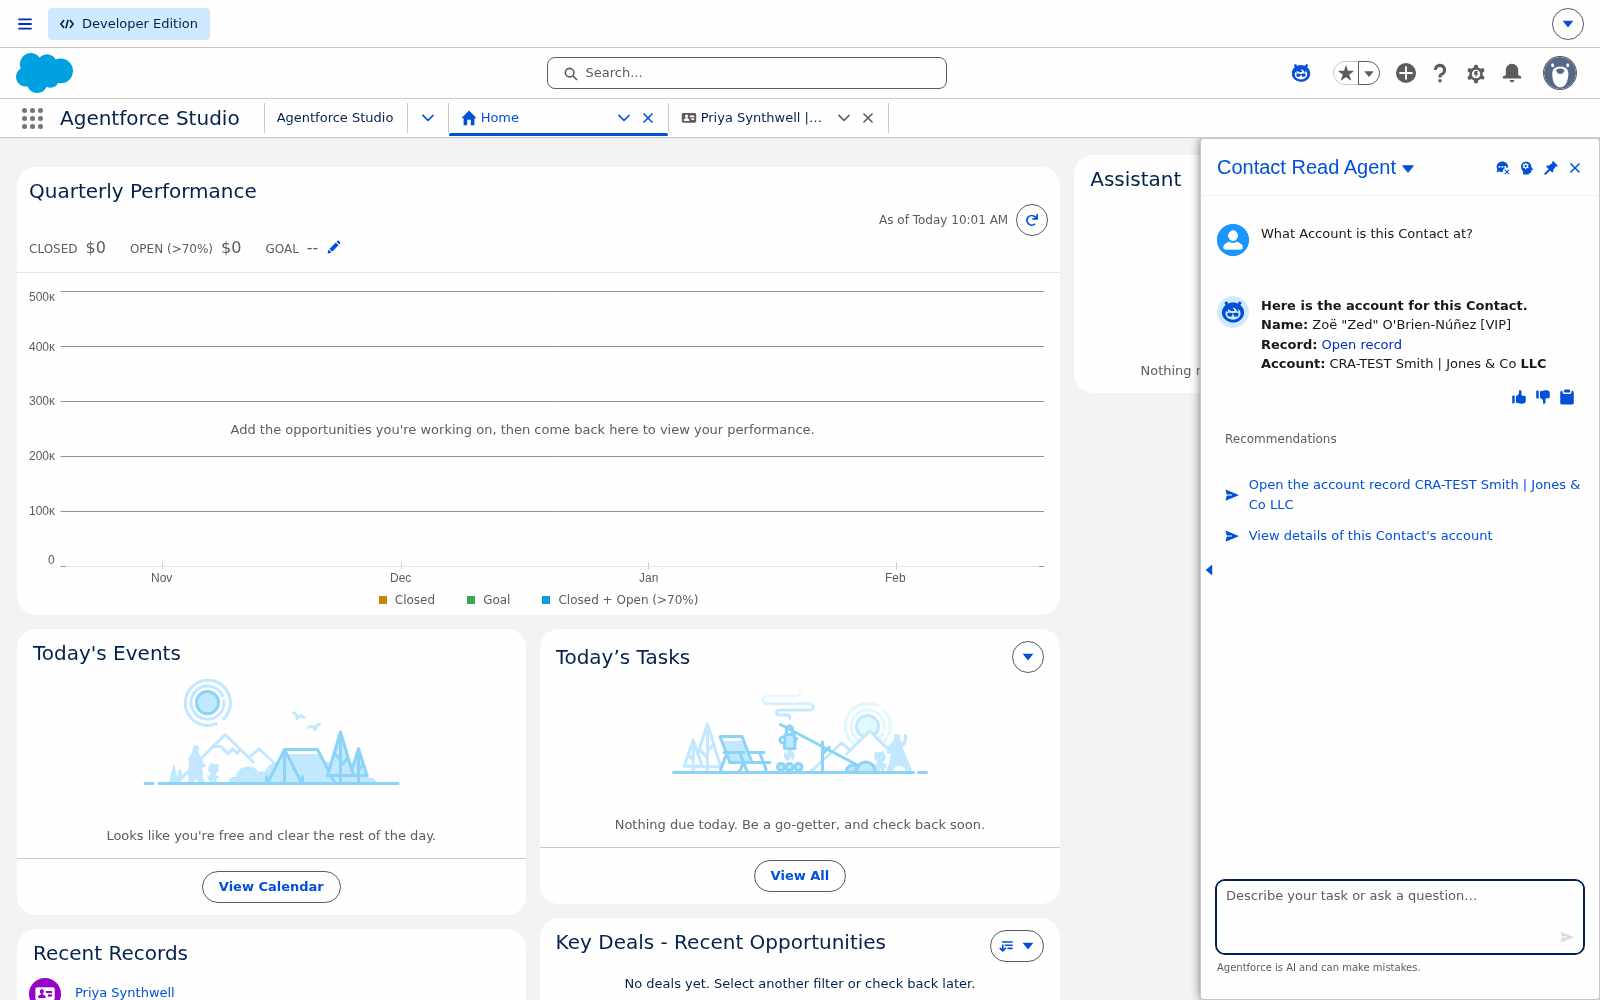 Developer Edition
Search...
Agentforce Studio
Agentforce Studio
Home
Priya Synthwell |...
Quarterly Performance
As of Today 10:01 AM
CLOSED $0 OPEN (>70%) $0 GOAL --
500K
400K
300K
Add the opportunities you're working on, then come back here to view your performance.
200K
100K
0
Nov Dec Jan Feb
Closed Goal Closed + Open (>70%)
Today's Events
Looks like you're free and clear the rest of the day.
View Calendar
Today’s Tasks
Nothing due today. Be a go-getter, and check back soon.
View All
Recent Records
Priya Synthwell
Key Deals - Recent Opportunities
No deals yet. Select another filter or check back later.
Assistant
Nothing
Contact Read Agent
What Account is this Contact at?
Here is the account for this Contact.
Name: Zoë "Zed" O'Brien-Núñez [VIP]
Record: Open record
Account: CRA-TEST Smith | Jones & Co LLC
Recommendations
Open the account record CRA-TEST Smith | Jones &
Co LLC
View details of this Contact's account
Describe your task or ask a question...
Agentforce is AI and can make mistakes.